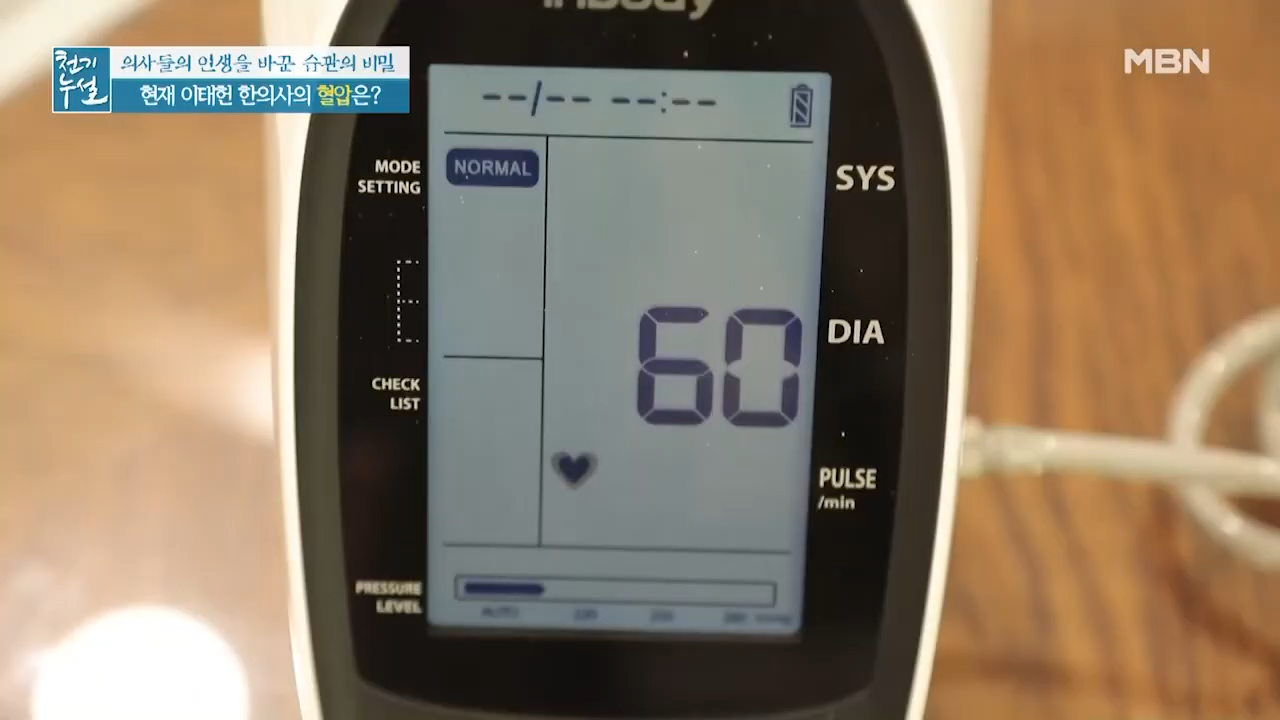 InBody
천기누설
의사들의 인생을 바꾼 습관의 비밀
현재 이태헌 한의사의 혈압은?
MBN
--/-- --:--
MODE SETTING
NORMAL
SYS
60
DIA
CHECK LIST
PULSE
/min
PRESSURE LEVEL
AUTO